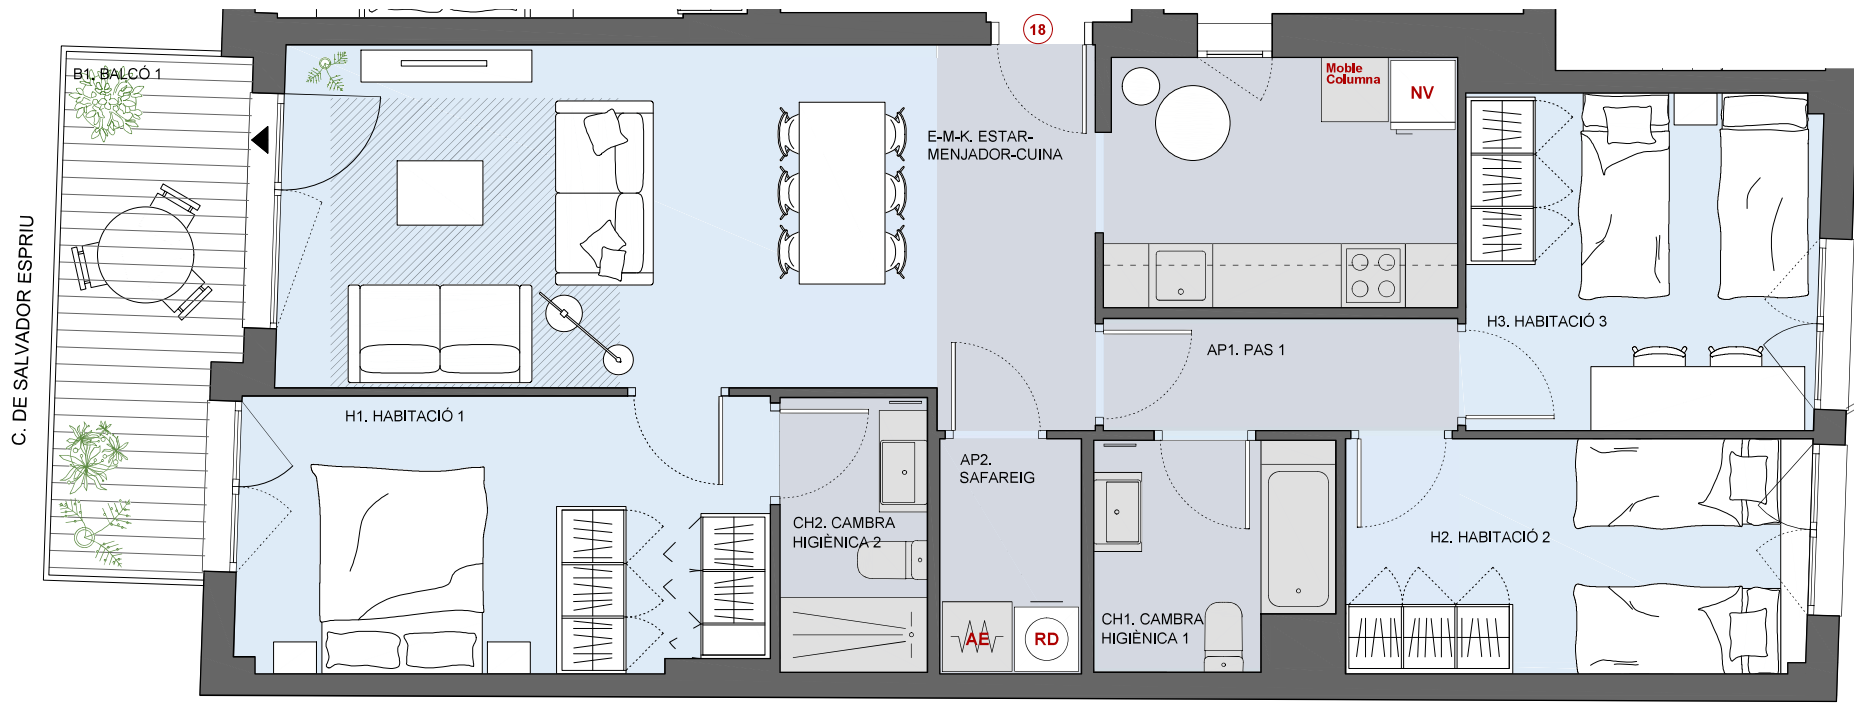 18
B1. BALCÓ 1
Moble
Columna
NV
E-M-K. ESTAR-
MENJADOR-CUINA
C. DE SALVADOR ESPRIU
H3. HABITACIÓ 3
AP1. PAS 1
H1. HABITACIÓ 1
AP2.
SAFAREIG
CH2. CAMBRA
HIGIÈNICA 2
H2. HABITACIÓ 2
CH1. CAMBRA
HIGIÈNICA 1
AE
RD